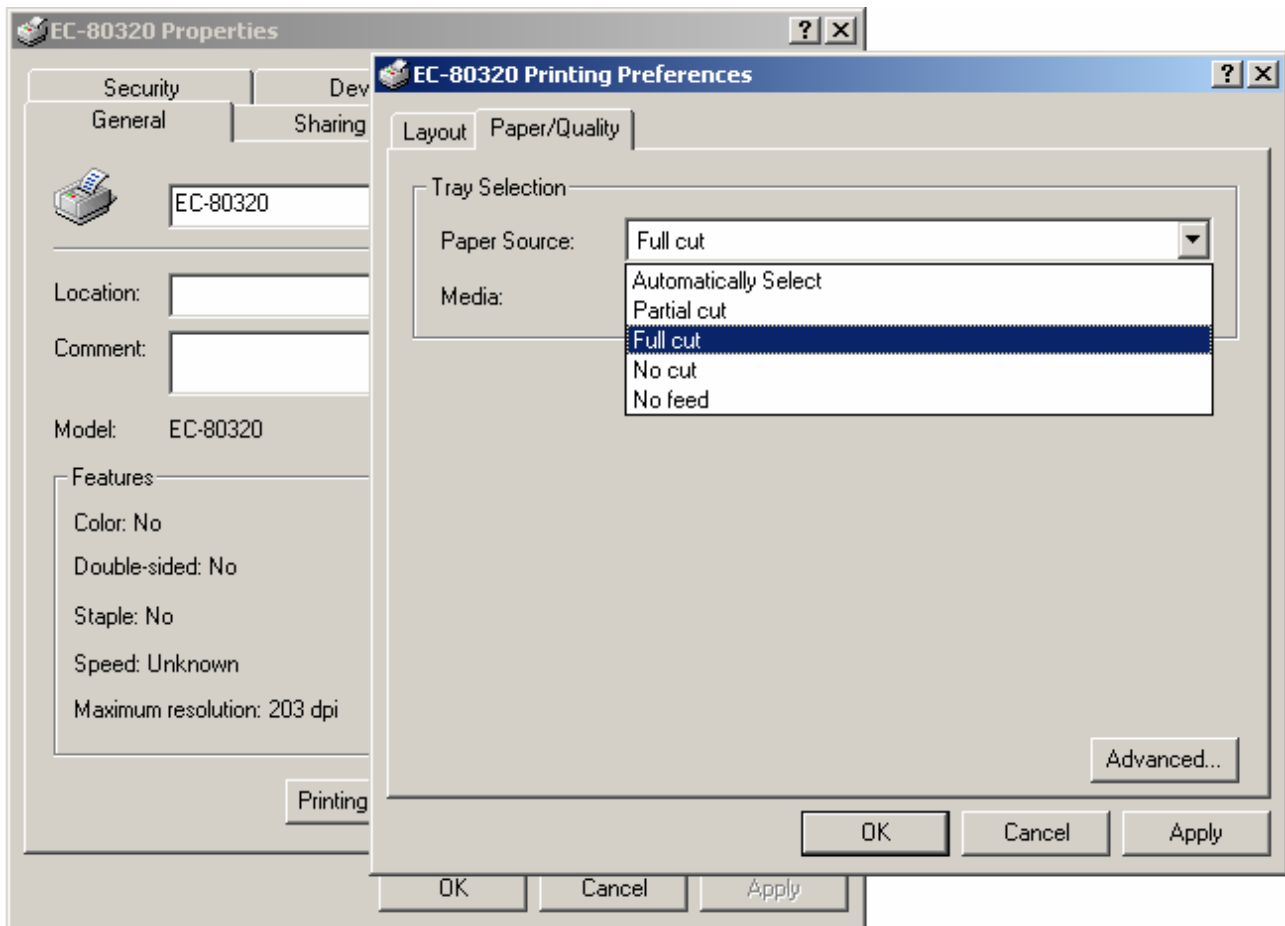 EC-80320 Properties
Security
Dev
General
Sharing
EC-80320
Location:
Comment:
Model: EC-80320
Features
Color: No
Double-sided: No
Staple: No
Speed: Unknown
Maximum resolution: 203 dpi
Printing
OK Cancel Apply
EC-80320 Printing Preferences
Layout Paper/Quality
Tray Selection
Paper Source: Full cut
Automatically Select
Media:
Partial cut
Full cut
No cut
No feed
Advanced...
OK Cancel Apply